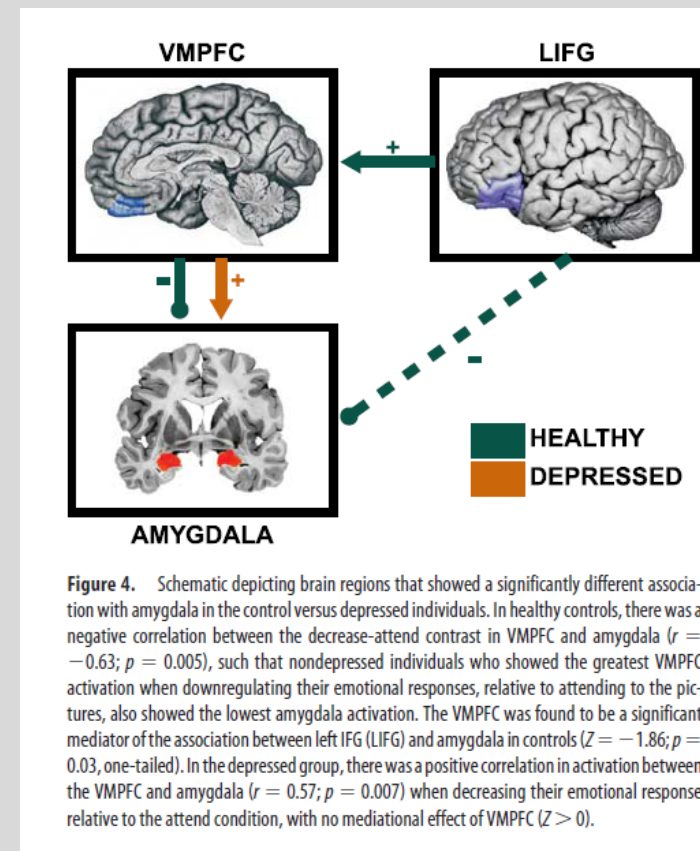 VMPFC
LIFG
+
-
+
-
HEALTHY
DEPRESSED
AMYGDALA
Figure 4. Schematic depicting brain regions that showed a significantly different associa-
tion with amygdala in the control versus depressed individuals. In healthy controls, there was a
negative correlation between the decrease-attend contrast in VMPFC and amygdala (r =
−0.63; p = 0.005), such that nondepressed individuals who showed the greatest VMPFC
activation when downregulating their emotional responses, relative to attending to the pic-
tures, also showed the lowest amygdala activation. The VMPFC was found to be a significant
mediator of the association between left IFG (LIFG) and amygdala in controls (Z = −1.86; p =
0.03, one-tailed). In the depressed group, there was a positive correlation in activation between
the VMPFC and amygdala (r = 0.57; p = 0.007) when decreasing their emotional response
relative to the attend condition, with no mediational effect of VMPFC (Z > 0).